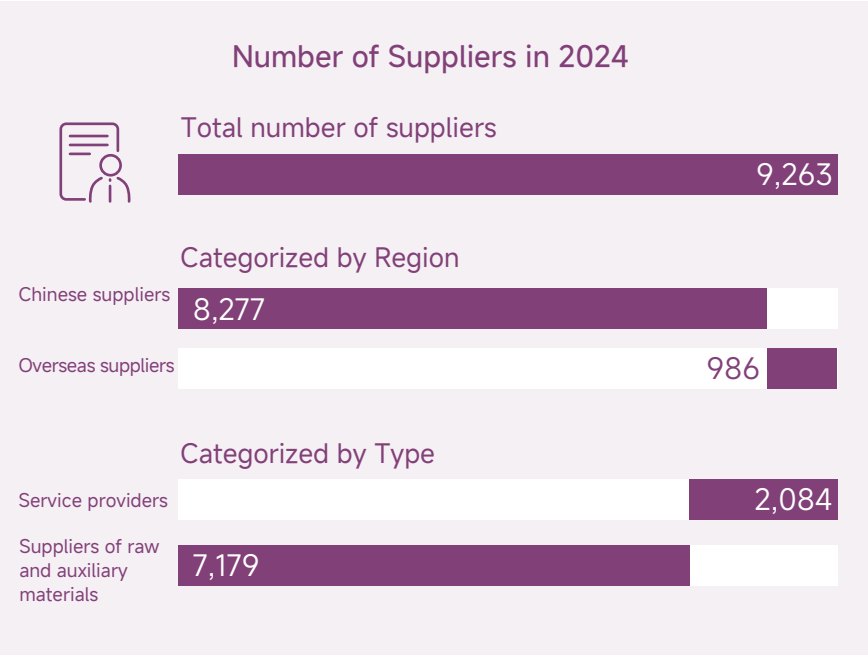 Number of Suppliers in 2024
Total number of suppliers
9,263
Categorized by Region
Chinese suppliers
8,277
Overseas suppliers
986
Categorized by Type
Service providers
2,084
Suppliers of raw
and auxiliary
materials
7,179